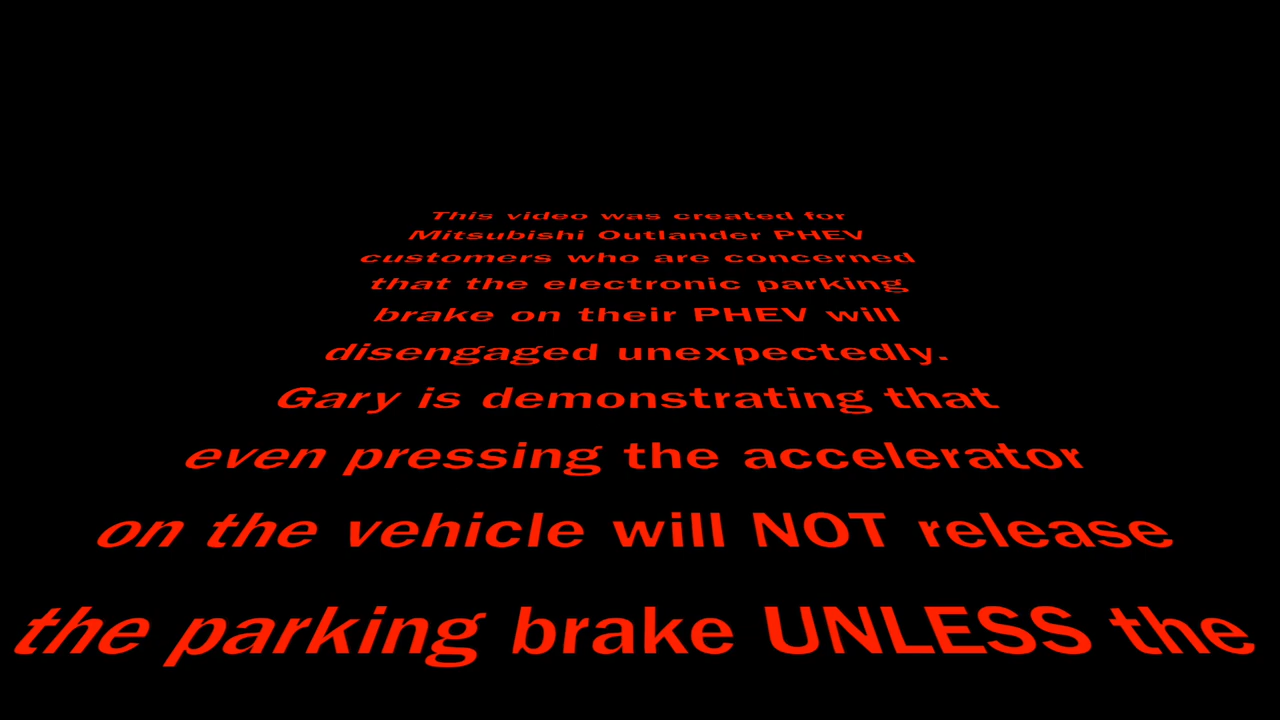 This video was created for
Mitsubishi Outlander PHEV
customers who are concerned
that the electronic parking
brake on their PHEV will
disengaged unexpectedly.
Gary is demonstrating that
even pressing the accelerator
on the vehicle will NOT release
the parking brake UNLESS the